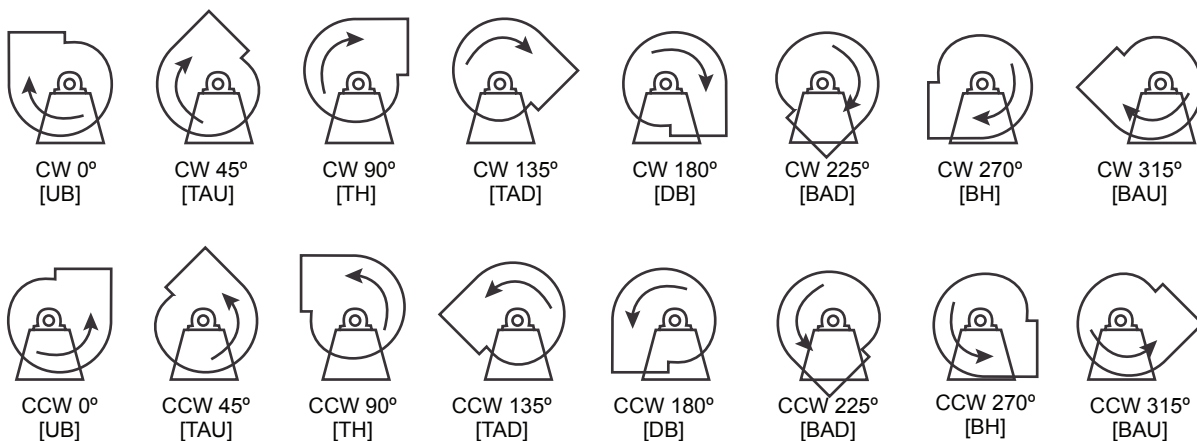 CW 0º CW 45º CW 90º CW 135º CW 180º CW 225º CW 270º CW 315º
[UB] [TAU] [TH] [TAD] [DB] [BAD] [BH] [BAU]
CCW 0º CCW 45º CCW 90º CCW 135º CCW 180º CCW 225º CCW 270º CCW 315º
[UB] [TAU] [TH] [TAD] [DB] [BAD] [BH] [BAU]